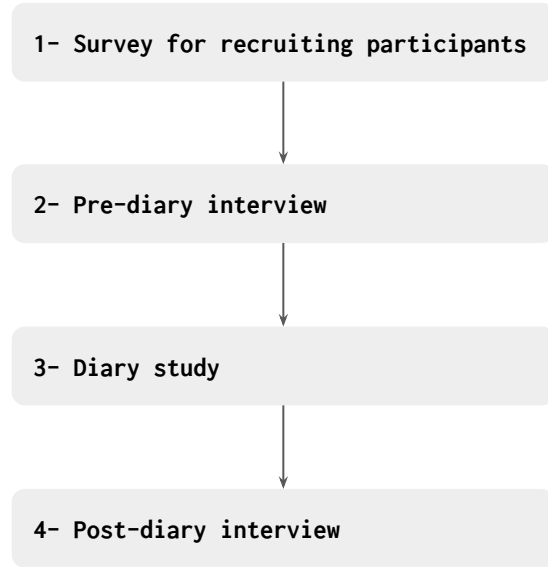 1- Survey for recruiting participants
2- Pre-diary interview
3- Diary study
4- Post-diary interview